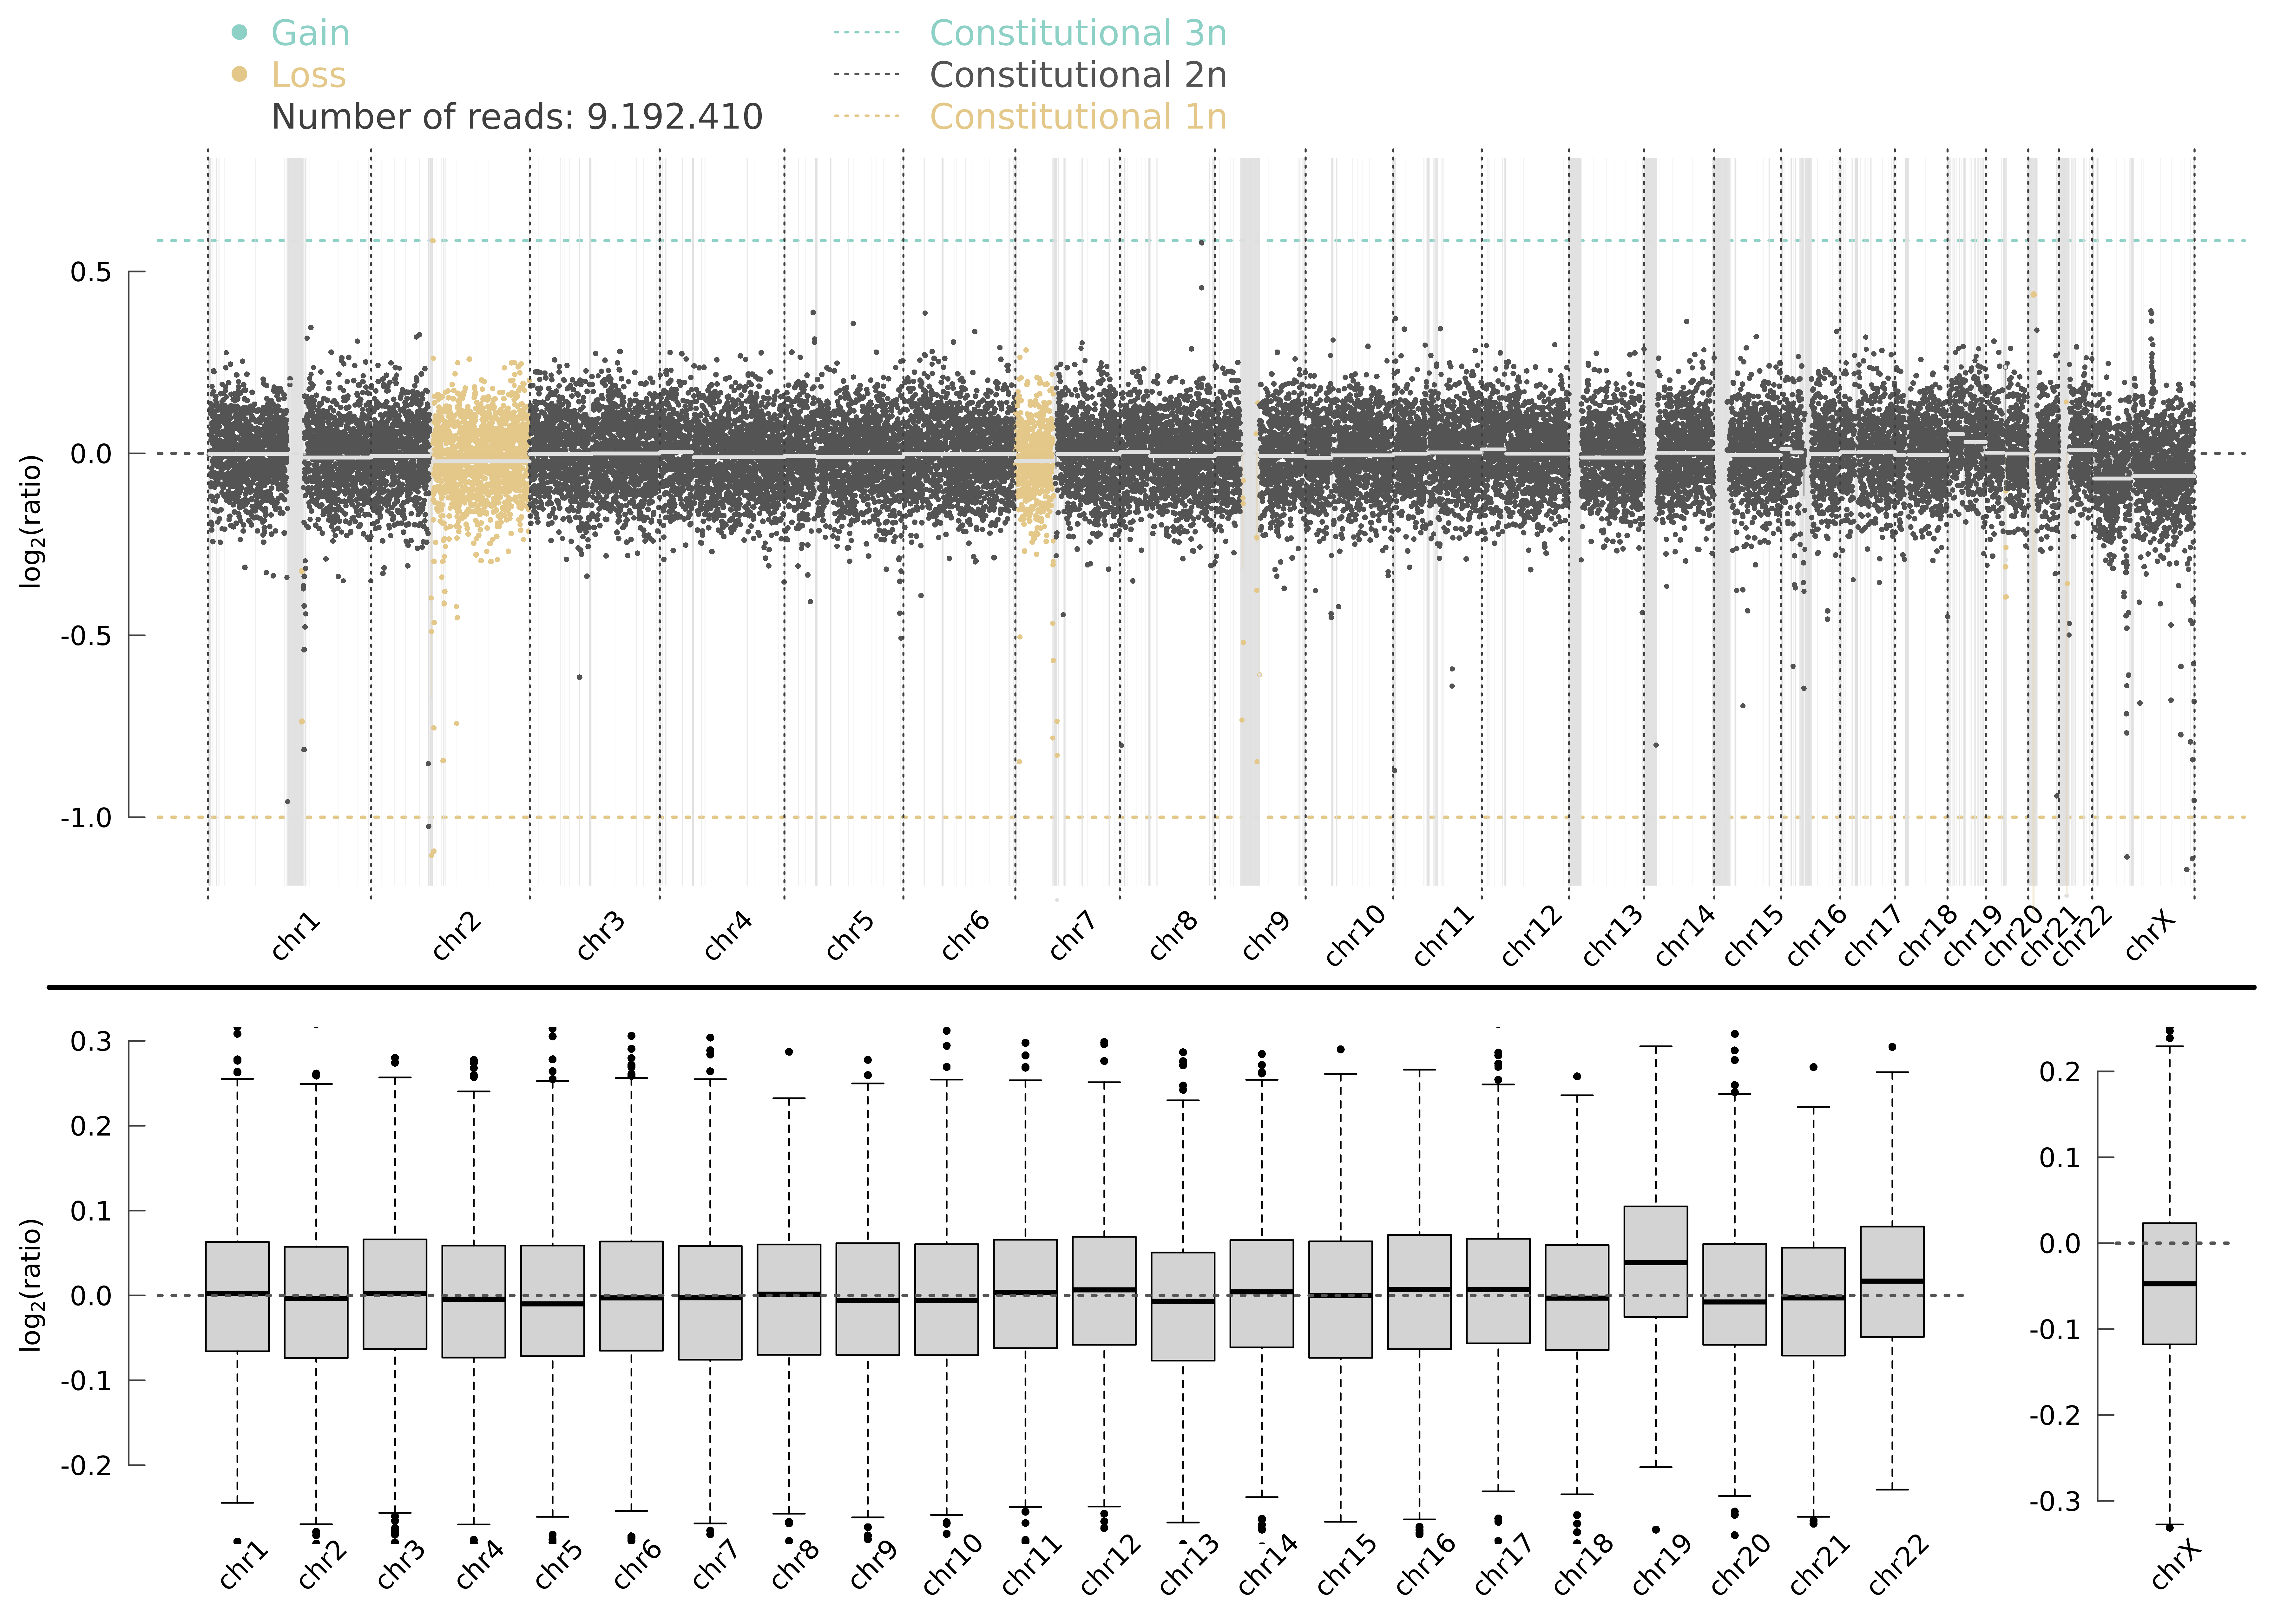 Gain
Loss
Number of reads: 9.192.410
Constitutional 3n
Constitutional 2n
Constitutional 1n
log2(ratio)
0.5
0.0
-0.5
-1.0
chr1
chr2
chr3
chr4
chr5
chr6
chr7
chr8
chr9
chr10
chr11
chr12
chr13
chr14
chr15
chr16
chr17
chr18
chr19
chr20
chr21
chr22
chrX
log2(ratio)
0.3
0.2
0.1
0.0
-0.1
-0.2
chr1
chr2
chr3
chr4
chr5
chr6
chr7
chr8
chr9
chr10
chr11
chr12
chr13
chr14
chr15
chr16
chr17
chr18
chr19
chr20
chr21
chr22
0.2
0.1
0.0
-0.1
-0.2
-0.3
chrX